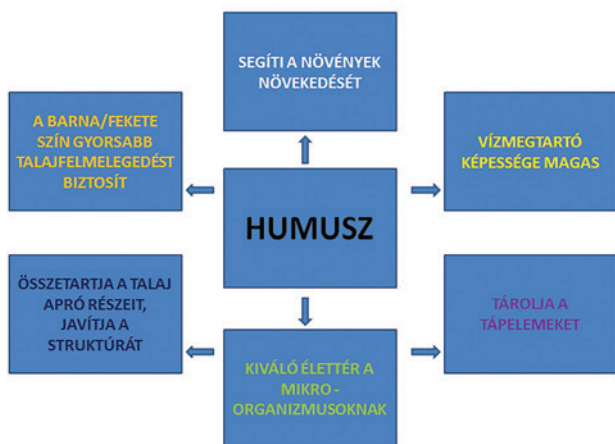 SEGÍTI A NÖVÉNYEK
NÖVEKEDÉSÉT
A BARNA/FEKETE
SZÍN GYORSABB
TALAJFELMELEGEDÉST
BIZTOSÍT
VÍZMEGTARTÓ
KÉPESSÉGE MAGAS
HUMUSZ
ÖSSZETARTJA A TALAJ
APRÓ RÉSZEIT,
JAVÍTJA A
STRUKTÚRÁT
TÁROLJA A
TÁPELEMEKET
KIVÁLÓ ÉLETTÉR A
MIKRO -
ORGANIZMUSOKNAK